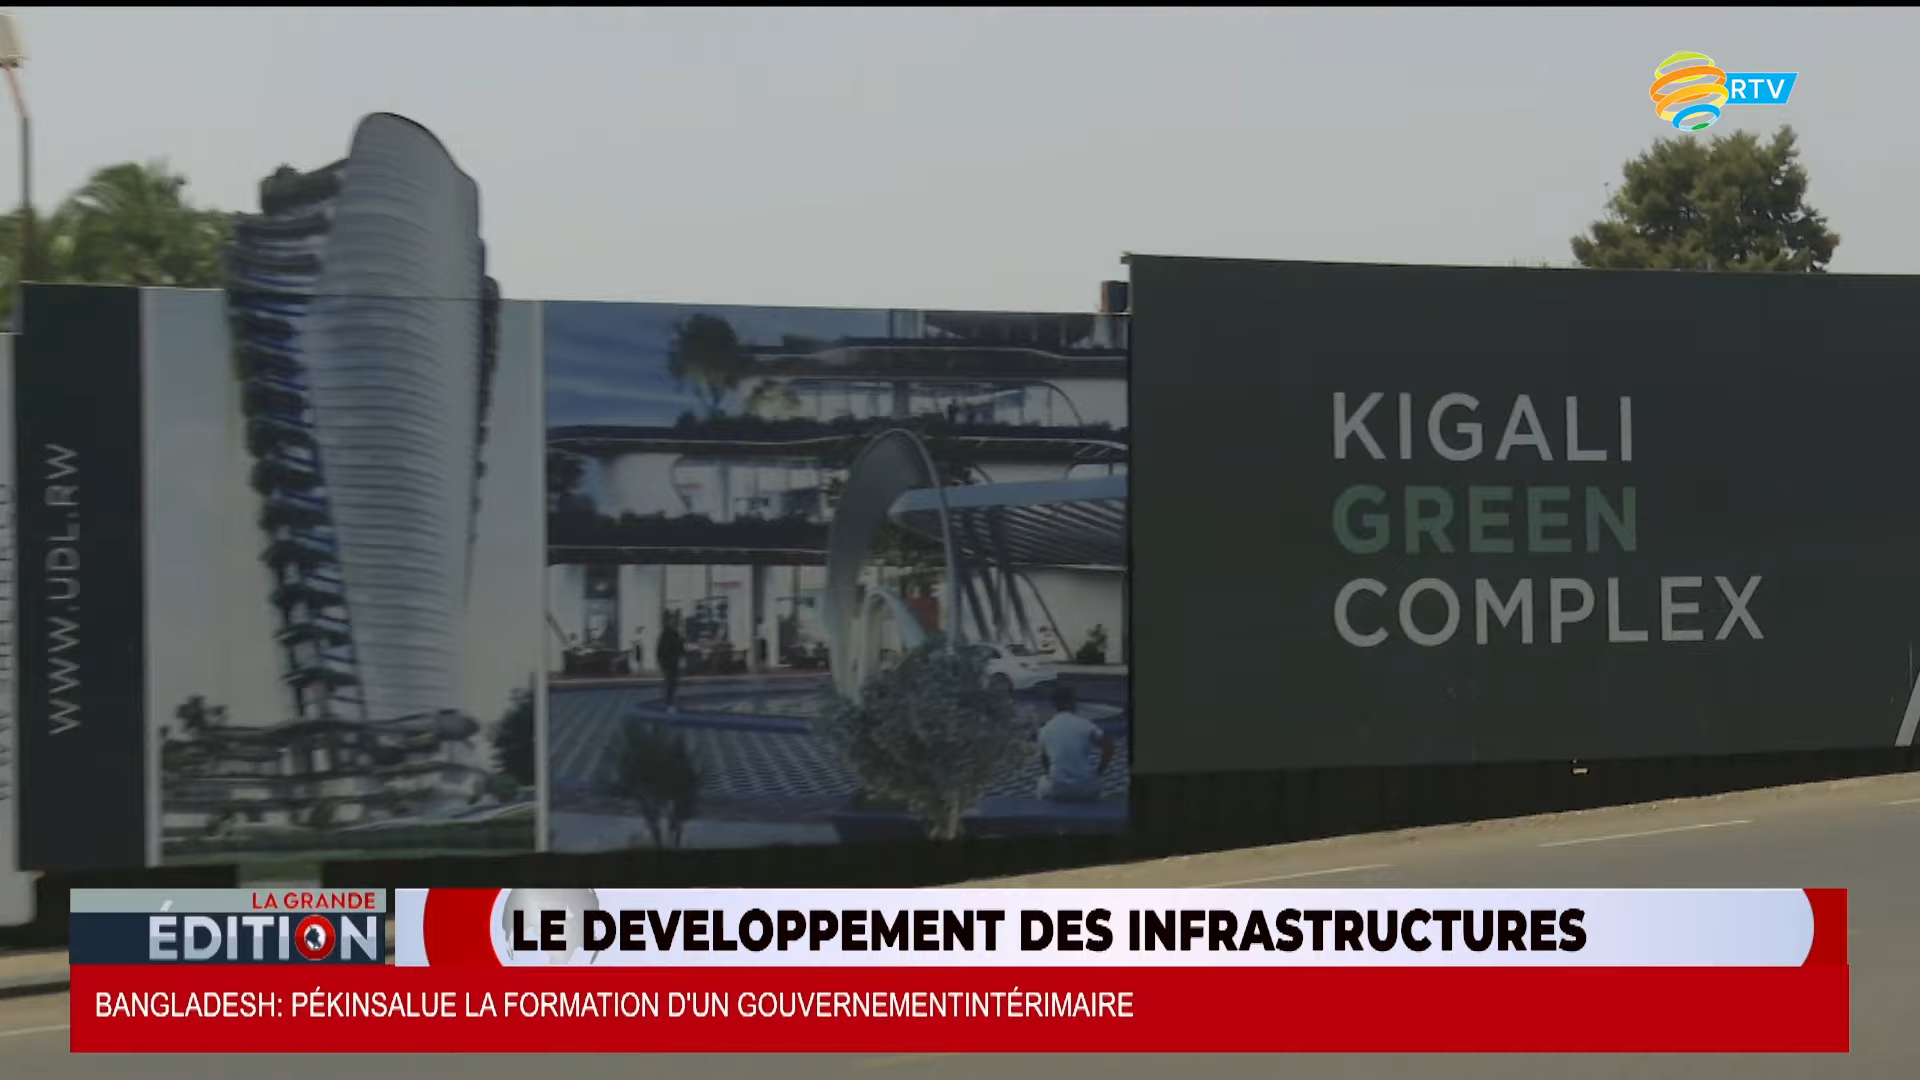 RTV
WWW.UDL.RW
KIGALI
GREEN
COMPLEX
LA GRANDE
ÉDITION
LE DEVELOPPEMENT DES INFRASTRUCTURES
BANGLADESH: PÉKINSALUE LA FORMATION D'UN GOUVERNEMENTINTÉRIMAIRE